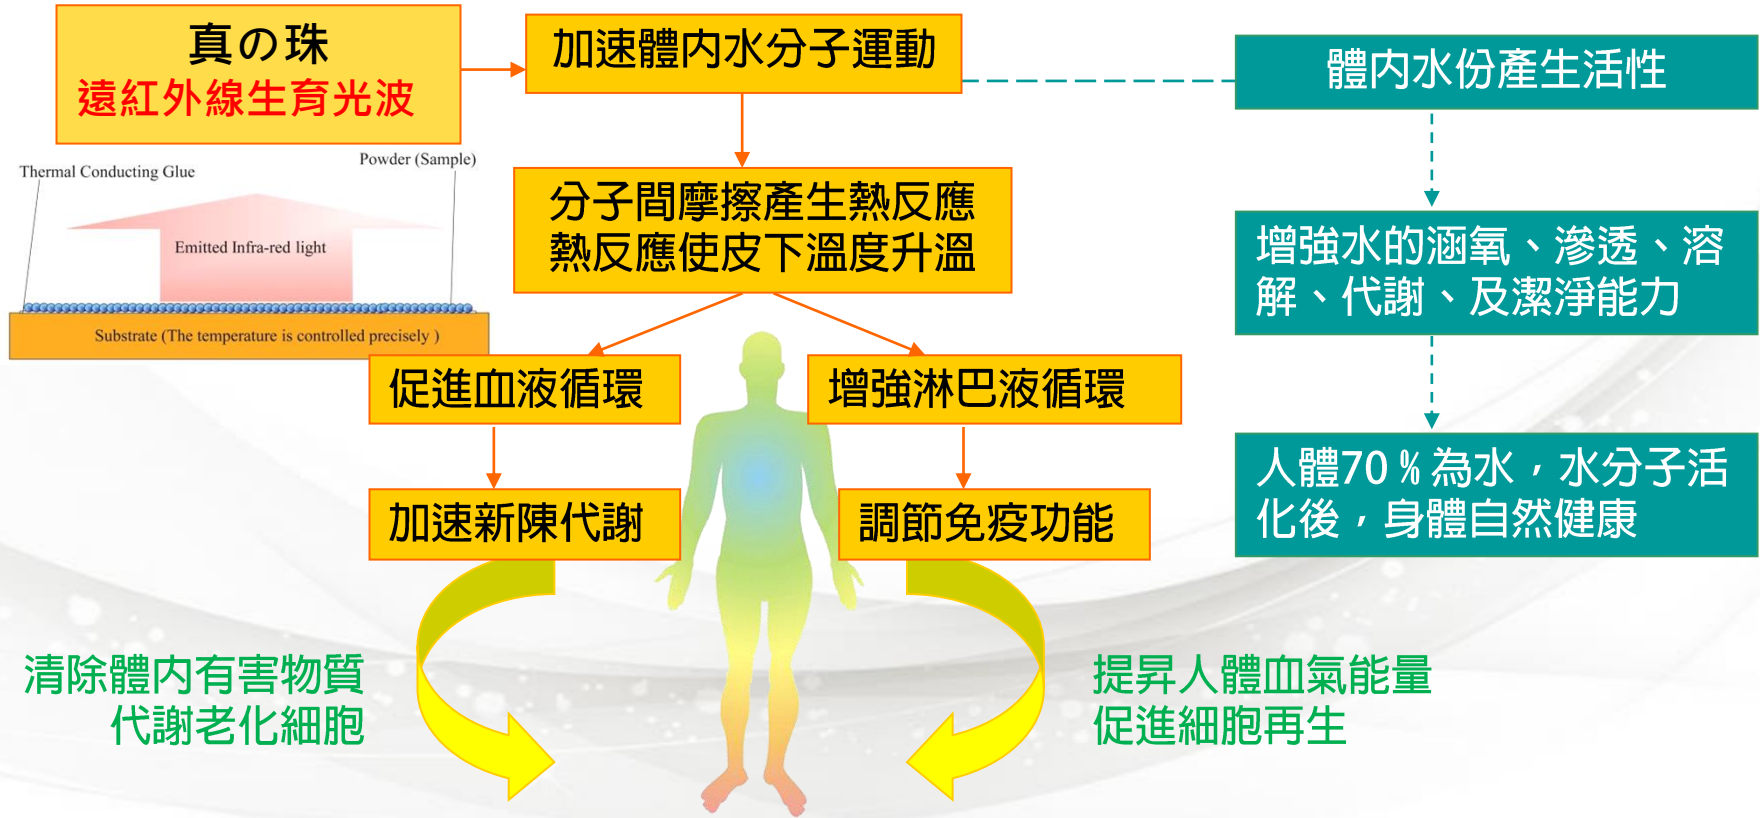 真の珠
遠紅外線生育光波
加速體内水分子運動
體内水份產生活性
Thermal Conducting Glue
Powder (Sample)
Emitted Infra-red light
Substrate (The temperature is controlled precisely )
分子間摩擦產生熱反應
熱反應使皮下溫度升溫
增強水的涵氧、滲透、溶
解、代謝、及潔淨能力
促進血液循環
增強淋巴液循環
加速新陳代謝
調節免疫功能
人體70％為水，水分子活
化後，身體自然健康
清除體内有害物質
代謝老化細胞
提昇人體血氣能量
促進細胞再生